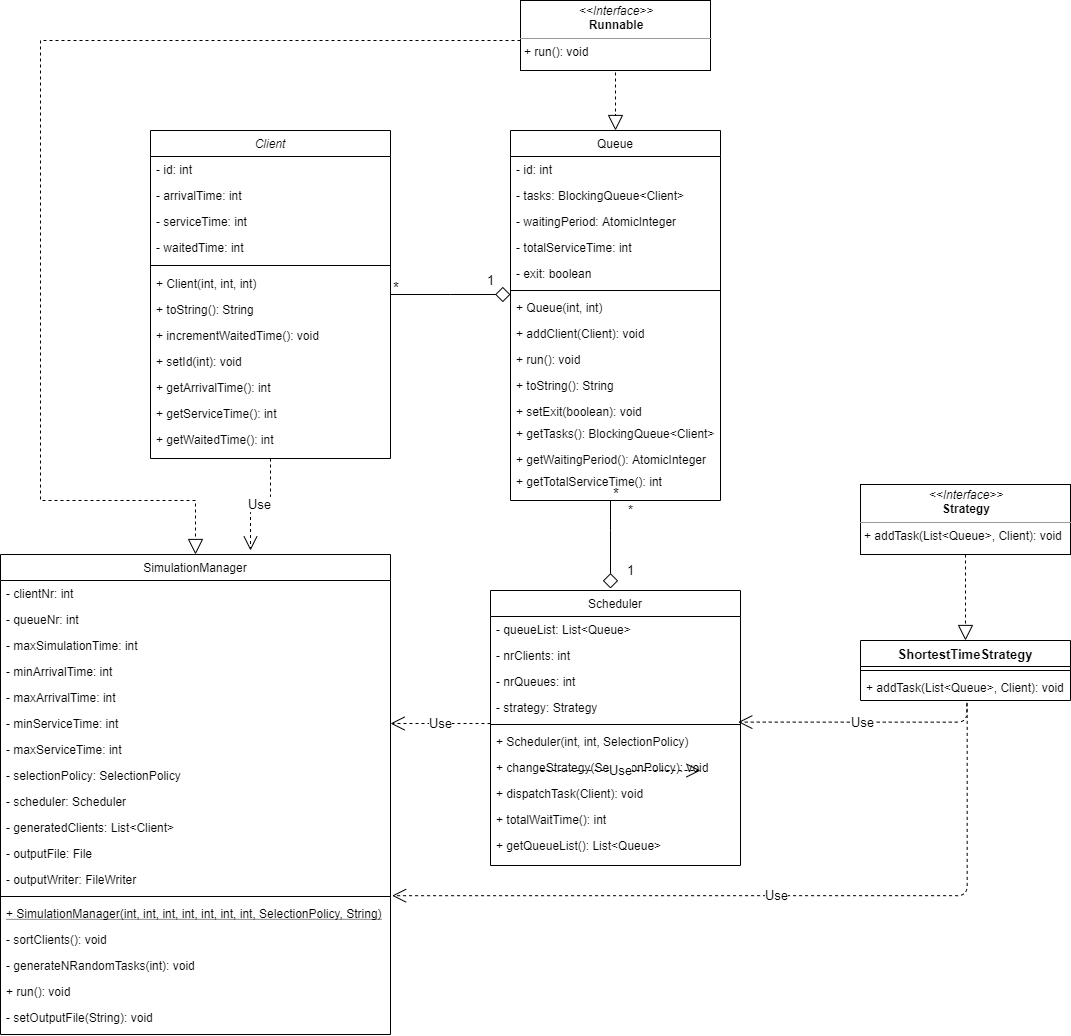 <<Interface>>
Runnable
+ run(): void
Client
- id: int
- arrivalTime: int
- serviceTime: int
- waitedTime: int
+ Client(int, int, int)
+ toString(): String
+ incrementWaitedTime(): void
+ setId(int): void
+ getArrivalTime(): int
+ getServiceTime(): int
+ getWaitedTime(): int
*
1
Queue
- id: int
- tasks: BlockingQueue<Client>
- waitingPeriod: AtomicInteger
- totalServiceTime: int
- exit: boolean
+ Queue(int, int)
+ addClient(Client): void
+ run(): void
+ toString(): String
+ setExit(boolean): void
+ getTasks(): BlockingQueue<Client>
+ getWaitingPeriod(): AtomicInteger
+ getTotalServiceTime(): int
*
*
1
Use
<<Interface>>
Strategy
+ addTask(List<Queue>, Client): void
SimulationManager
- clientNr: int
- queueNr: int
- maxSimulationTime: int
- minArrivalTime: int
- maxArrivalTime: int
- minServiceTime: int
- maxServiceTime: int
- selectionPolicy: SelectionPolicy
- scheduler: Scheduler
- generatedClients: List<Client>
- outputFile: File
- outputWriter: FileWriter
+ SimulationManager(int, int, int, int, int, int, int, SelectionPolicy, String)
- sortClients(): void
- generateNRandomTasks(int): void
+ run(): void
- setOutputFile(String): void
Use
Scheduler
- queueList: List<Queue>
- nrClients: int
- nrQueues: int
- strategy: Strategy
+ Scheduler(int, int, SelectionPolicy)
+ changeStrategy(Se onPolicy): void
Use
+ dispatchTask(Client): void
+ totalWaitTime(): int
+ getQueueList(): List<Queue>
ShortestTimeStrategy
+ addTask(List<Queue>, Client): void
Use
Use